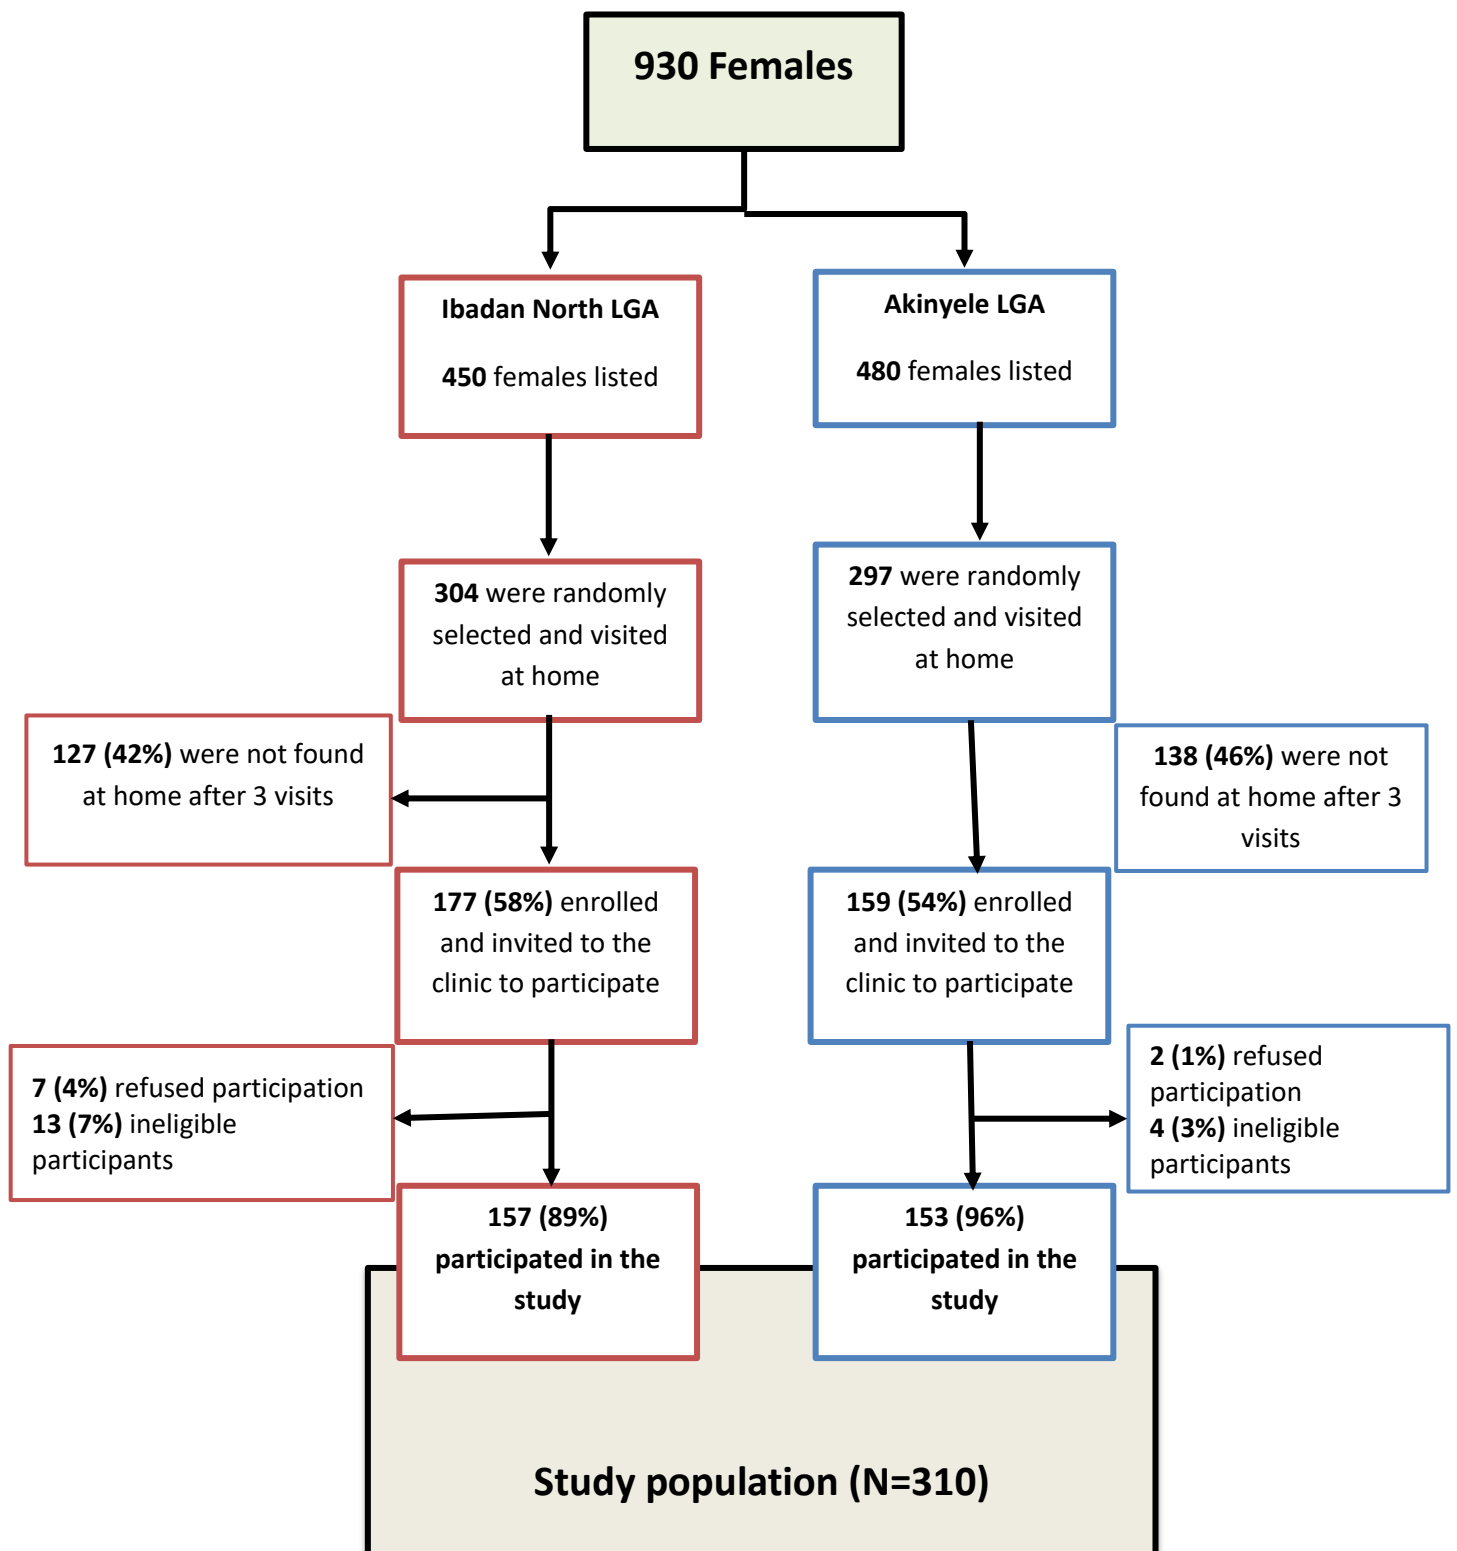 930 Females
Ibadan North LGA
450 females listed
Akinyele LGA
480 females listed
304 were randomly
selected and visited
at home
297 were randomly
selected and visited
at home
127 (42%) were not found
at home after 3 visits
138 (46%) were not
found at home after 3
visits
177 (58%) enrolled
and invited to the
clinic to participate
159 (54%) enrolled
and invited to the
clinic to participate
7 (4%) refused participation
13 (7%) ineligible
participants
2 (1%) refused
participation
4 (3%) ineligible
participants
157 (89%)
participated in the
study
153 (96%)
participated in the
study
Study population (N=310)